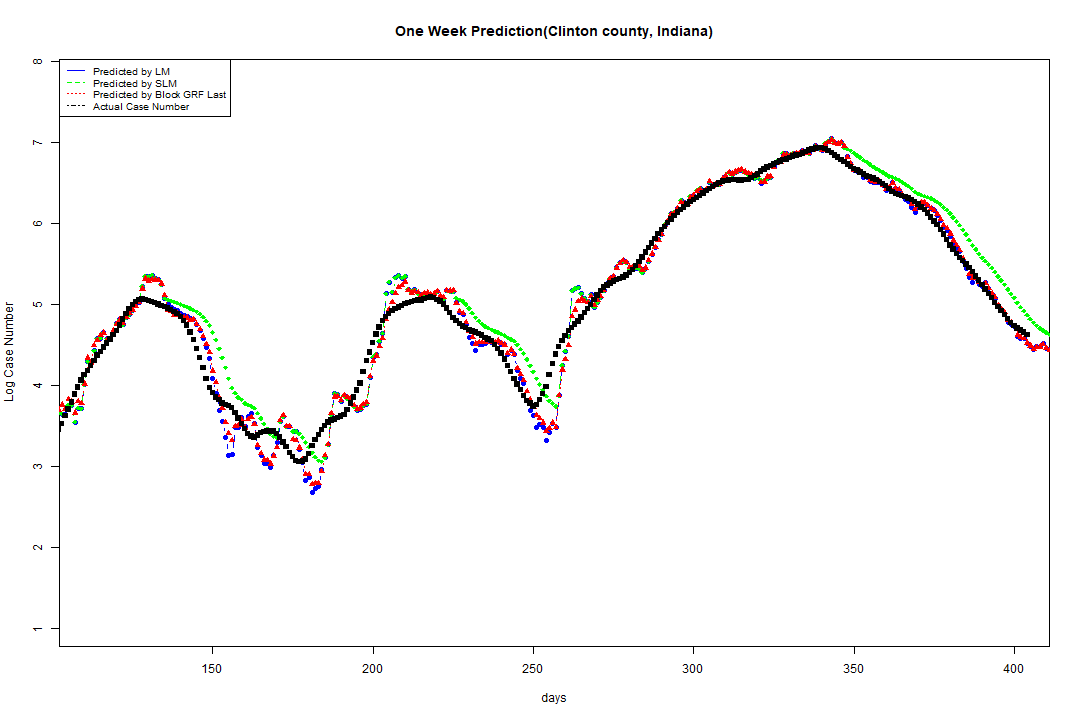 One Week Prediction(Clinton county, Indiana)
Predicted by LM
Predicted by SLM
Predicted by Block GRF Last
Actual Case Number
8
7
6
5
4
3
2
1
Log Case Number
150 200 250 300 350 400
days